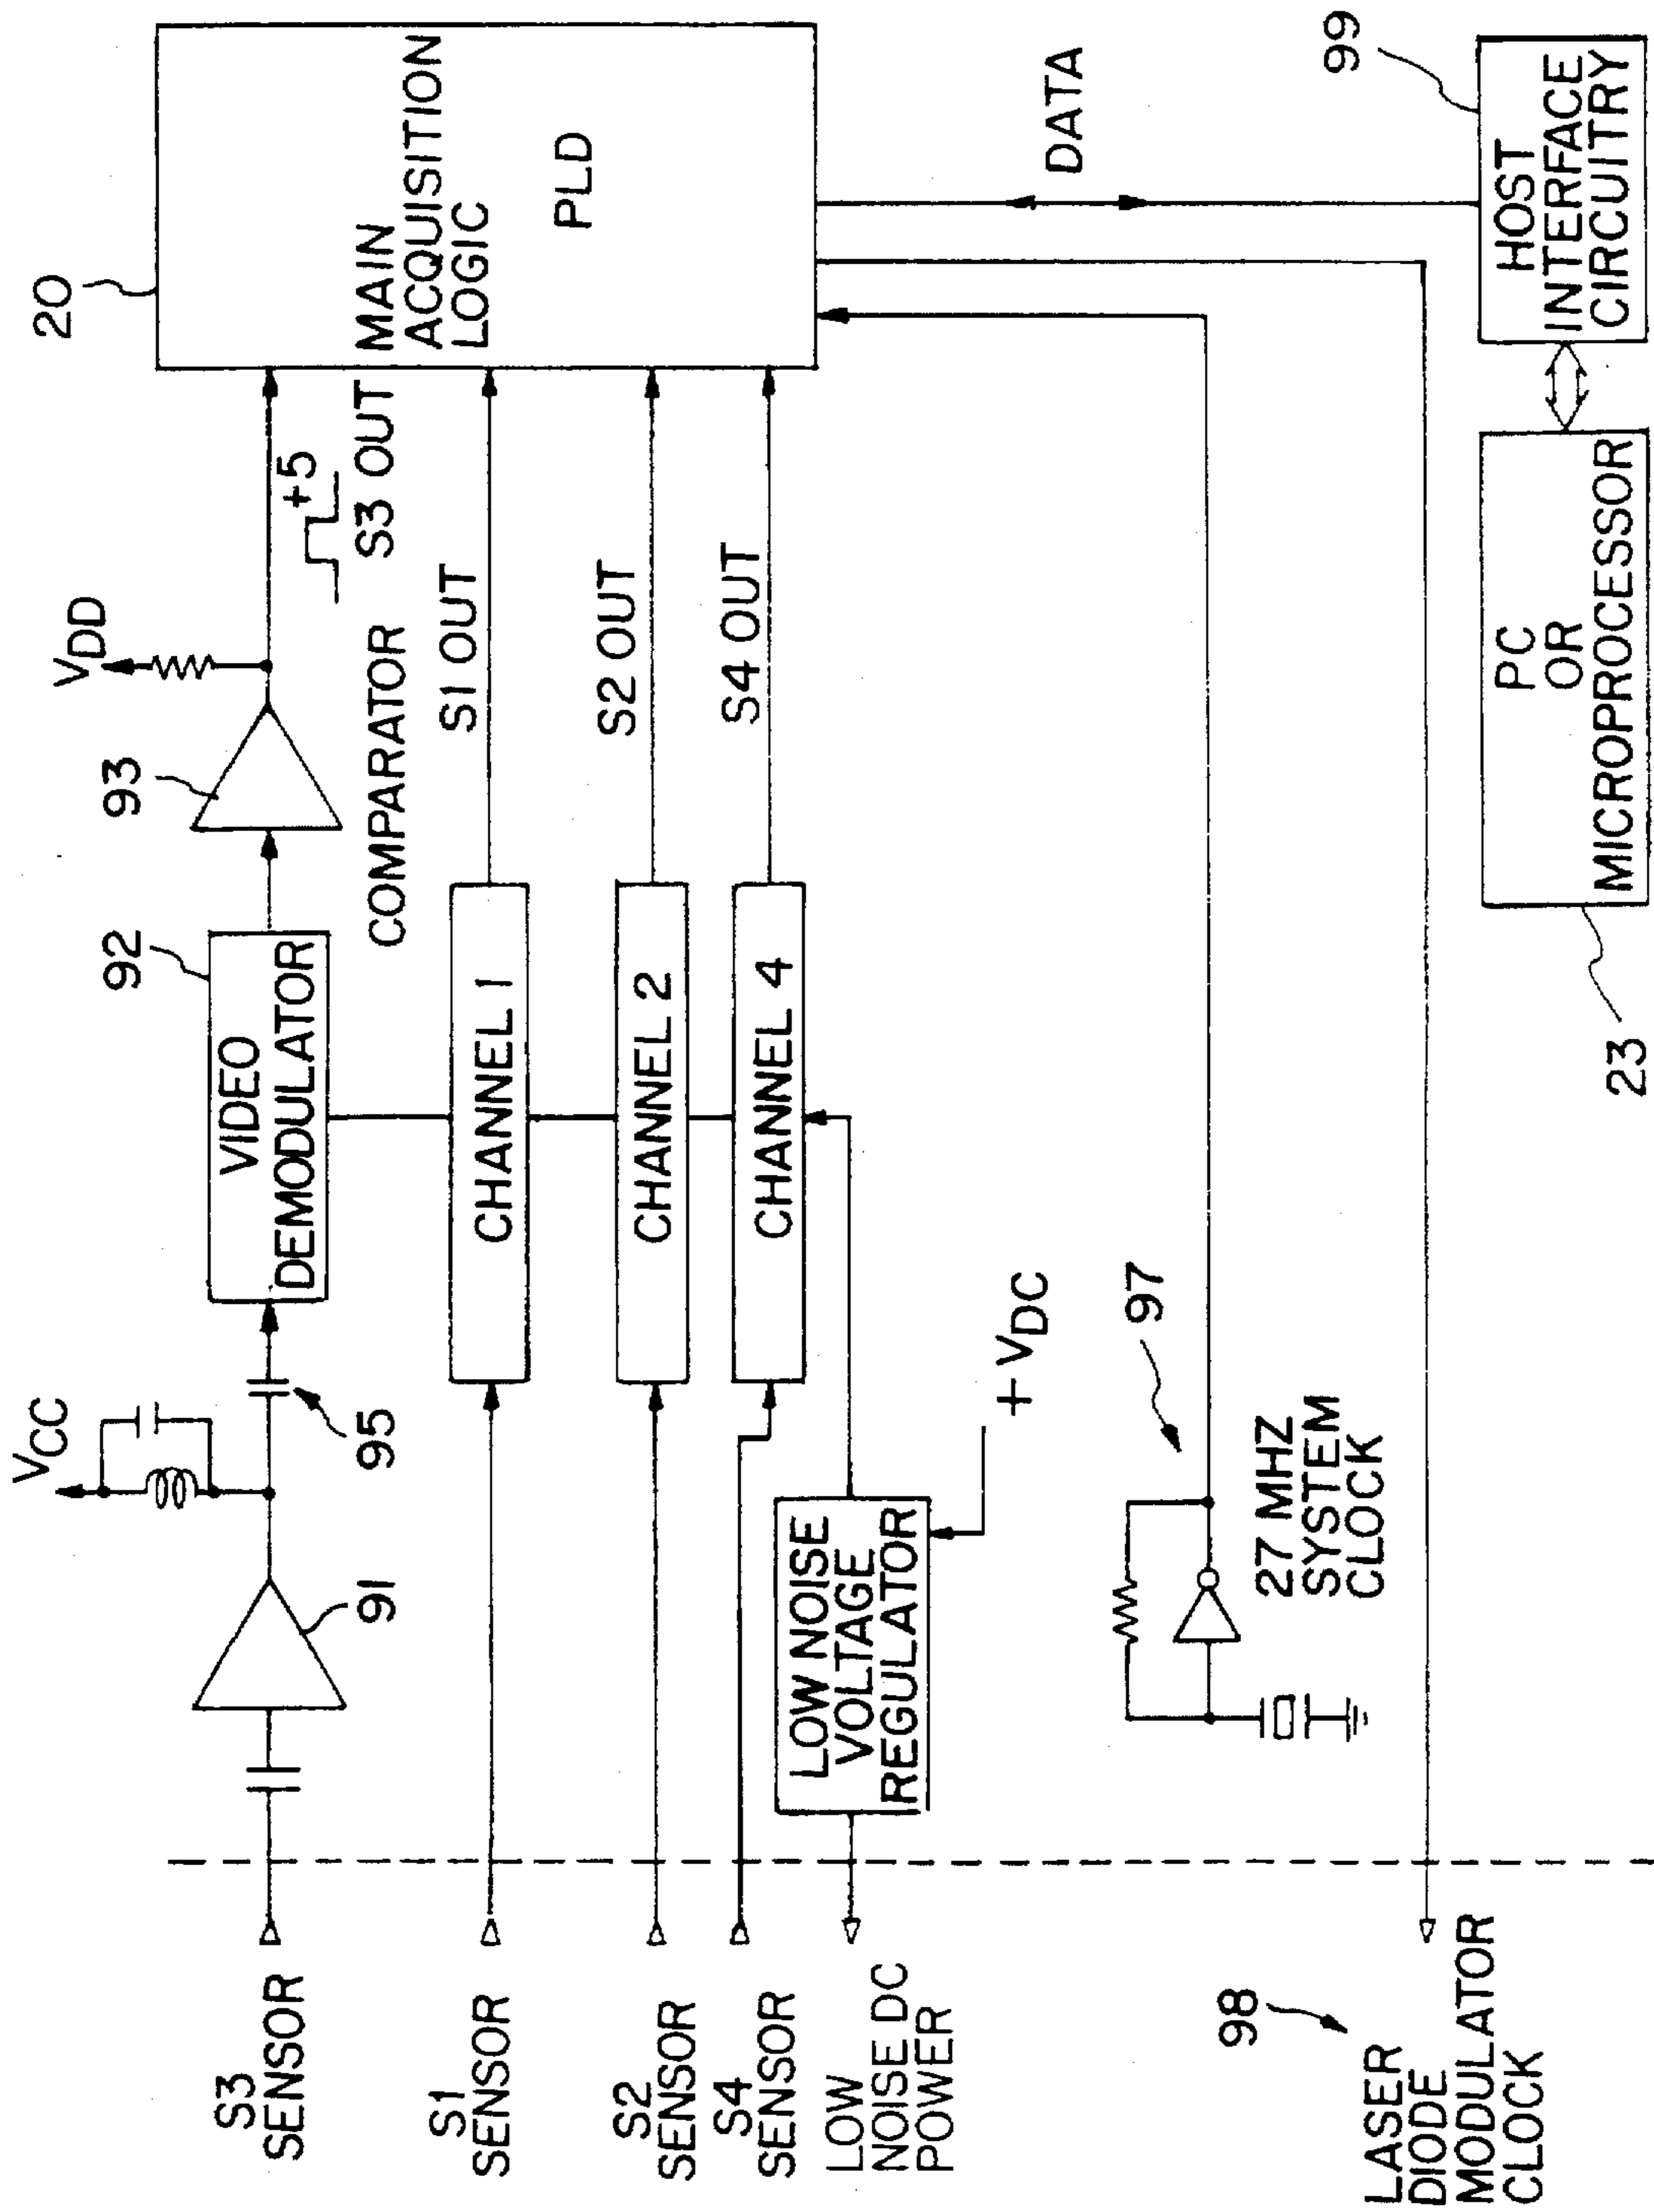 20
MAIN
ACQUISITION
LOGIC
PLD
VDD
+5
S3 OUT
93
COMPARATOR
92
VIDEO
DEMODULATOR
VCC
95
91
S3
SENSOR
S1 OUT
CHANNEL 1
S1
SENSOR
S2 OUT
CHANNEL 2
S2
SENSOR
S4 OUT
CHANNEL 4
S4
SENSOR
LOW NOISE
VOLTAGE
REGULATOR
+ VDC
LOW
NOISE DC
POWER
97
27 MHZ
SYSTEM
CLOCK
98
LASER
DIODE
MODULATOR
CLOCK
DATA
99
HOST
INTERFACE
CIRCUITRY
PC
OR
MICROPROCESSOR
23